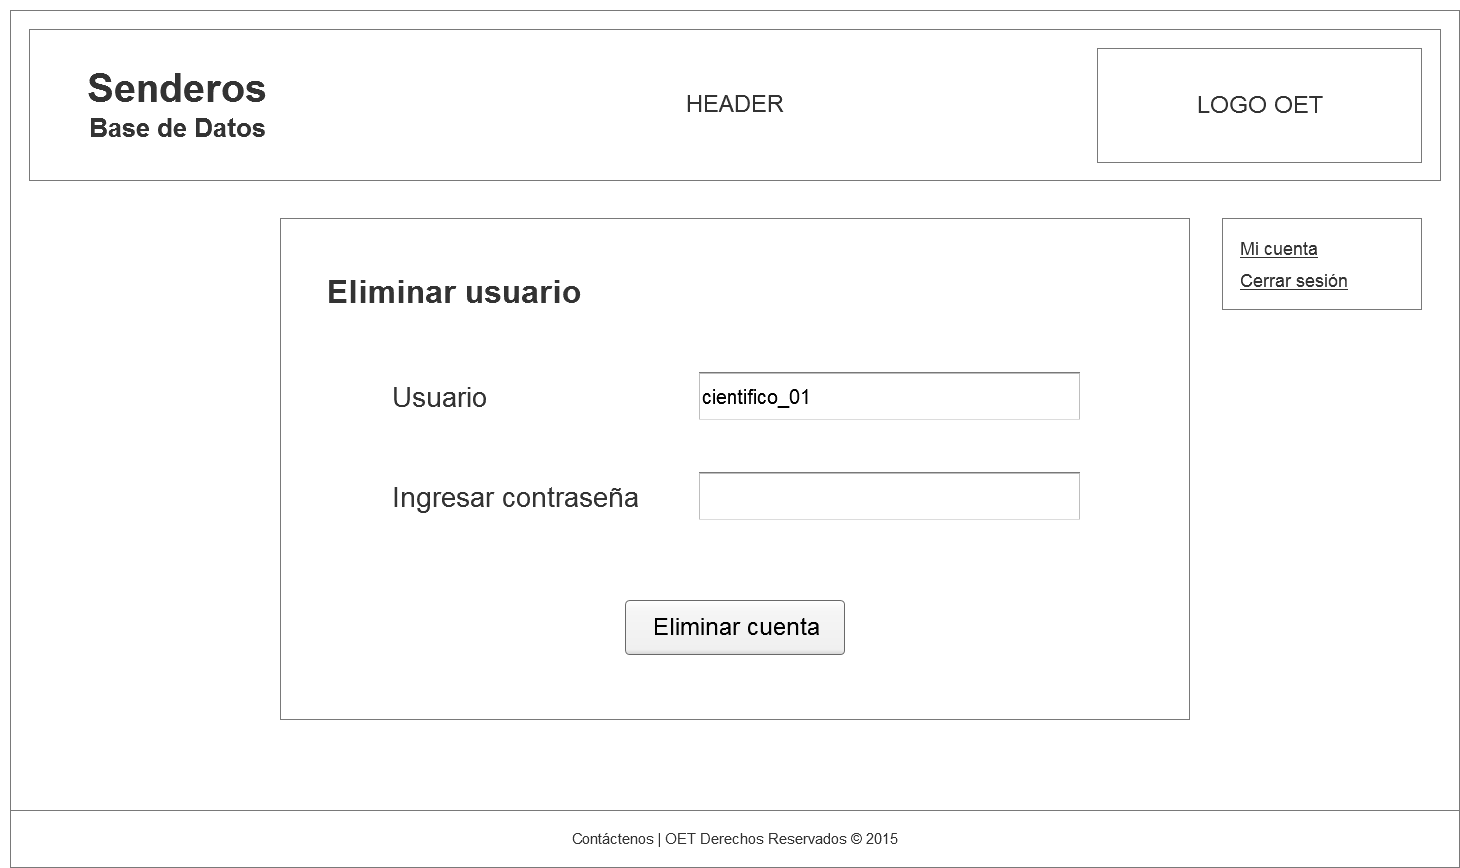 Senderos
Base de Datos
HEADER
LOGO OET
Mi cuenta
Cerrar sesión
Eliminar usuario
Usuario
cientifico_01
Ingresar contraseña
Eliminar cuenta
Contáctenos | OET Derechos Reservados © 2015